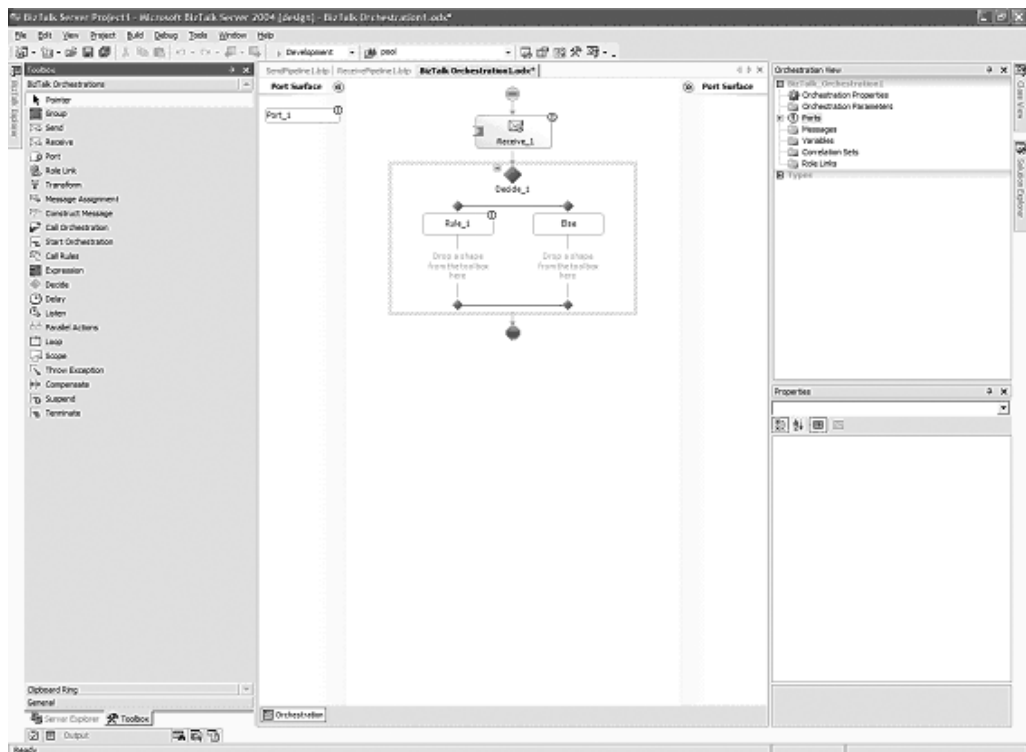 BizTalk Server Project1 - Microsoft BizTalk Server 2004 [design] - BizTalk Orchestration1.odx*
File Edit View Project Build Debug Tools Window Help
Development pool
Toolbox
BizTalk Orchestrations
Pointer
Group
Send
Receive
Port
Role Link
Transform
Message Assignment
Construct Message
Call Orchestration
Start Orchestration
Call Rules
Expression
Decide
Delay
Listen
Parallel Actions
Loop
Scope
Throw Exception
Compensate
Suspend
Terminate
Clipboard Ring
General
Server Explorer Toolbox
Output
Ready
BizTalk Explorer
SendPipeline1.btp ReceivePipeline1.btp BizTalk Orchestration1.odx*
Port Surface
Port Surface
Port_1
Receive_1
Decide_1
Rule_1
Else
Drop a shape
from the toolbox
here
Drop a shape
from the toolbox
here
Orchestration
Orchestration View
BizTalk_Orchestration1
Orchestration Properties
Orchestration Parameters
Ports
Messages
Variables
Correlation Sets
Role Links
Types
Properties
Class View
Solution Explorer